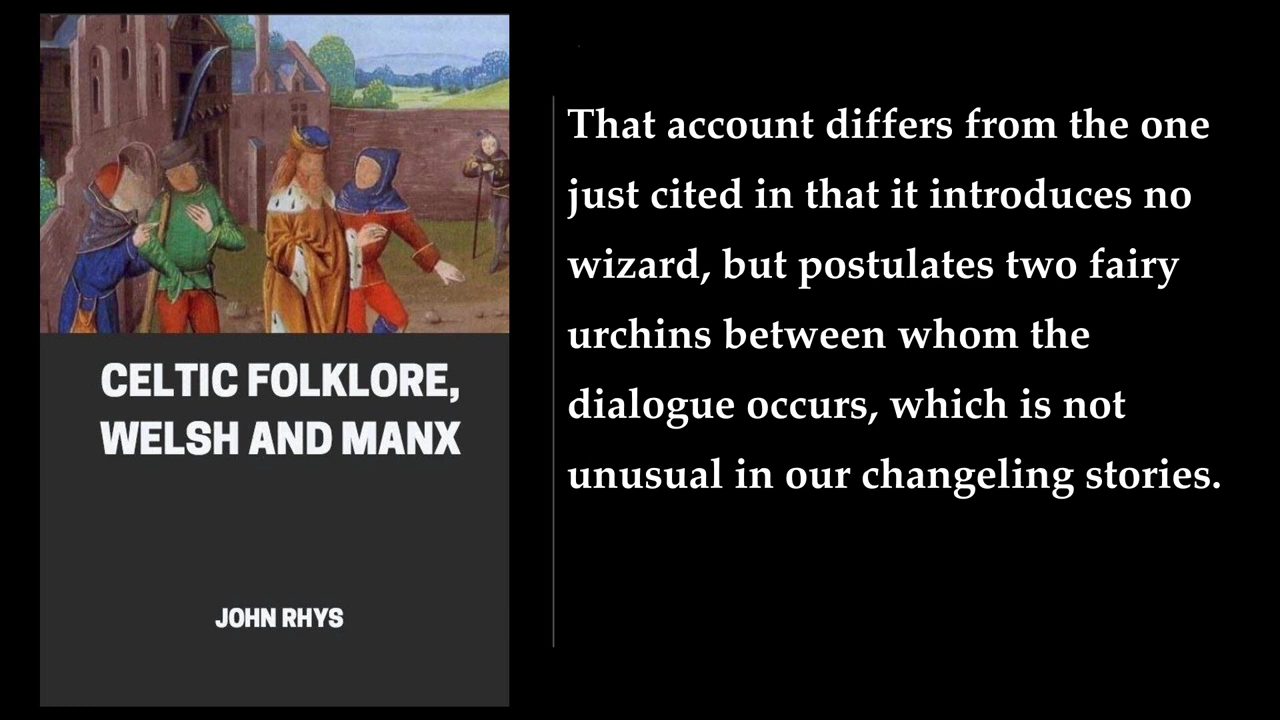 CELTIC FOLKLORE,
WELSH AND MANX
JOHN RHYS
That account differs from the one
just cited in that it introduces no
wizard, but postulates two fairy
urchins between whom the
dialogue occurs, which is not
unusual in our changeling stories.